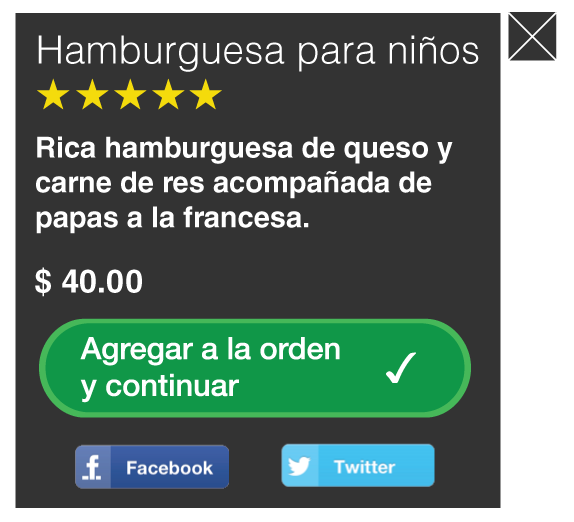 Hamburguesa para niños
Rica hamburguesa de queso y
carne de res acompañada de
papas a la francesa.
$ 40.00
Agregar a la orden
y continuar
Facebook
Twitter